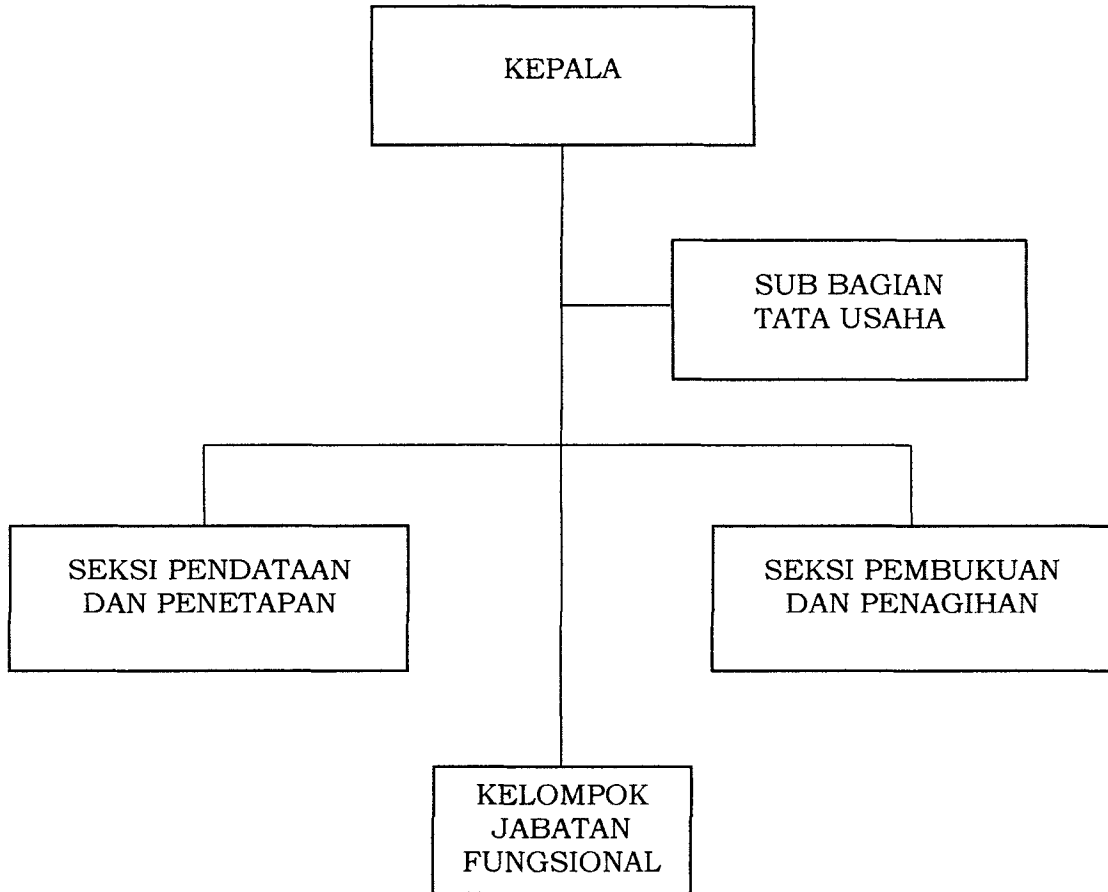 KEPALA
SUB BAGIAN
TATA USAHA
SEKSI PENDATAAN
DAN PENETAPAN
SEKSI PEMBUKUAN
DAN PENAGIHAN
KELOMPOK
JABATAN
FUNGSIONAL